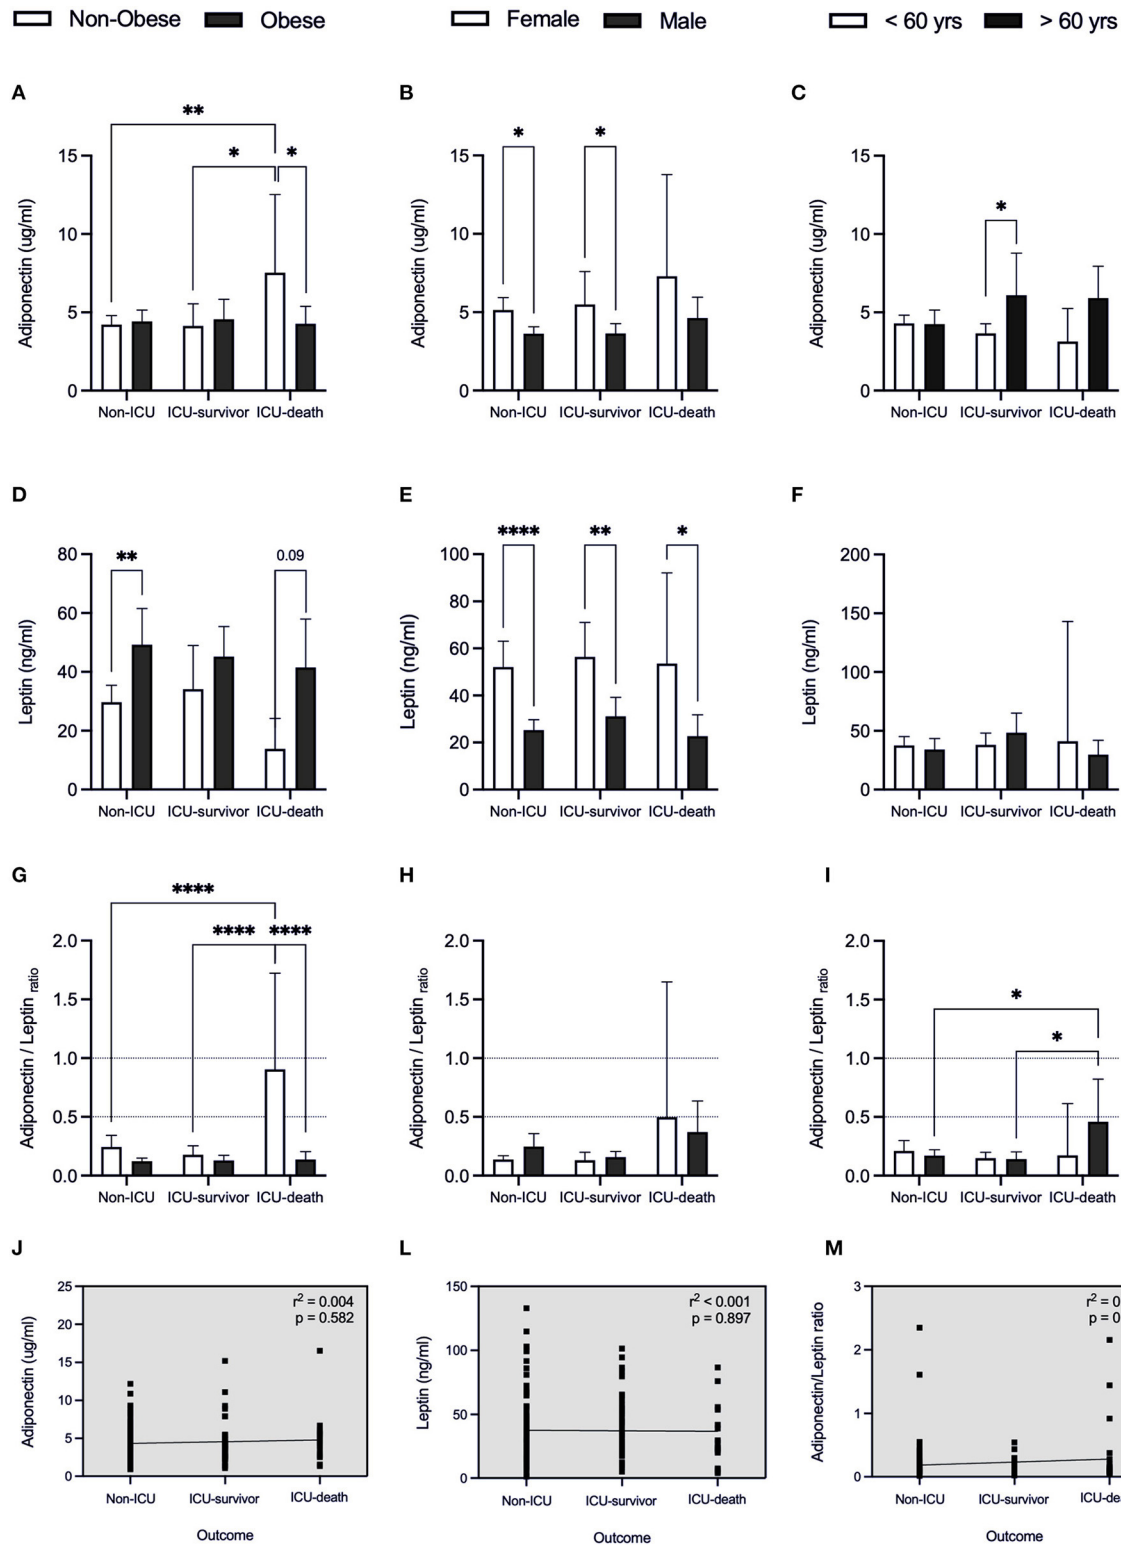 Non-Obese Obese
Female Male
< 60 yrs > 60 yrs
A
**
*
*
Adiponectin (ug/ml)
15
10
5
0
Non-ICU ICU-survivor ICU-death
B
*
*
Adiponectin (ug/ml)
15
10
5
0
Non-ICU ICU-survivor ICU-death
C
*
Adiponectin (ug/ml)
15
10
5
0
Non-ICU ICU-survivor ICU-death
D
**
0.09
Leptin (ng/ml)
80
60
40
20
0
Non-ICU ICU-survivor ICU-death
E
**** ** *
Leptin (ng/ml)
100
80
60
40
20
0
Non-ICU ICU-survivor ICU-death
F
Leptin (ng/ml)
200
150
100
50
0
Non-ICU ICU-survivor ICU-death
G
****
**** ****
Adiponectin / Leptin ratio
2.0
1.5
1.0
0.5
0.0
Non-ICU ICU-survivor ICU-death
H
Adiponectin / Leptin ratio
2.0
1.5
1.0
0.5
0.0
Non-ICU ICU-survivor ICU-death
I
*
*
Adiponectin / Leptin ratio
2.0
1.5
1.0
0.5
0.0
Non-ICU ICU-survivor ICU-death
J
r² = 0.004
p = 0.582
Adiponectin (ug/ml)
25
20
15
10
5
0
Non-ICU ICU-survivor ICU-death
Outcome
L
r² < 0.001
p = 0.897
Leptin (ng/ml)
150
100
50
0
Non-ICU ICU-survivor ICU-death
Outcome
M
r² = 0
p = 0
Adiponectin/Leptin ratio
3
2
1
0
Non-ICU ICU-survivor
Outcome